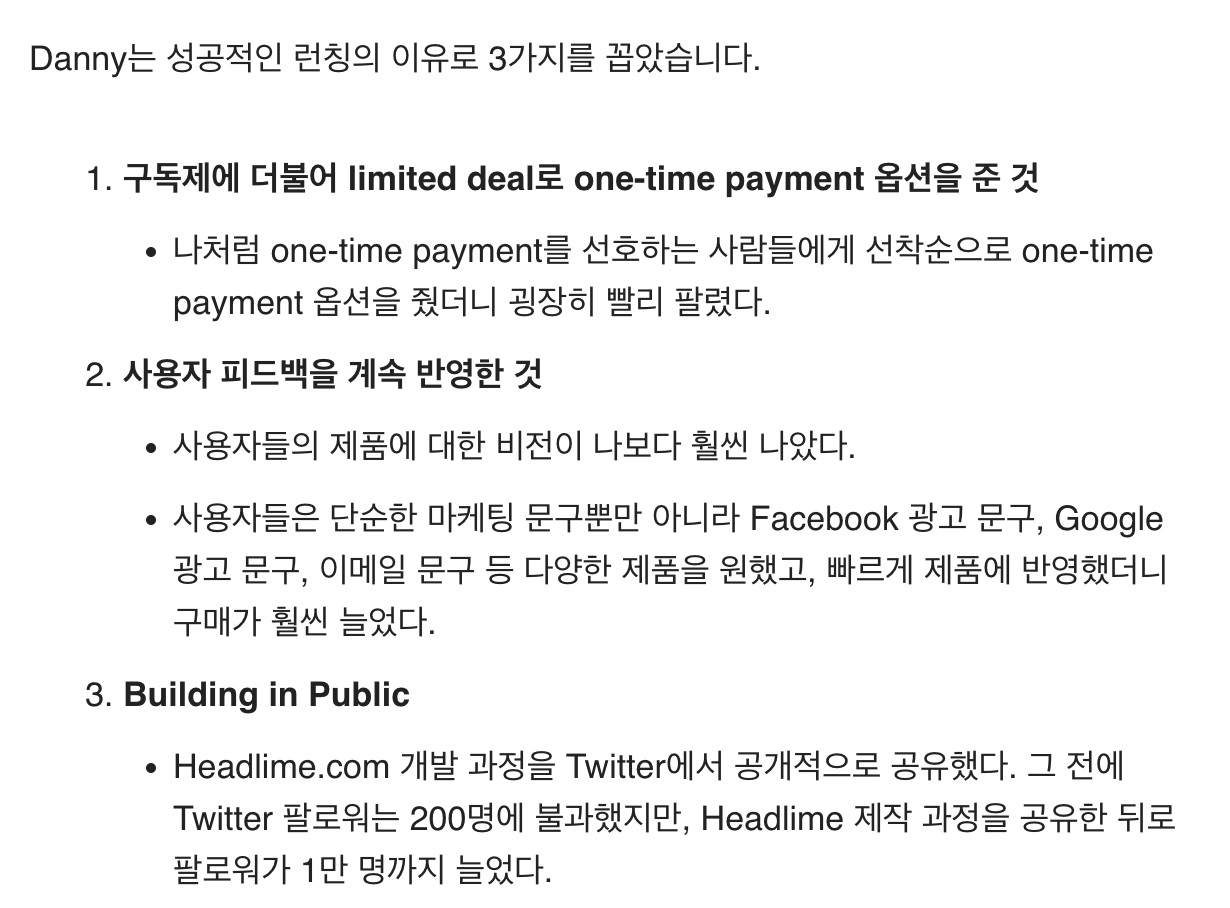 Danny는 성공적인 런칭의 이유로 3가지를 꼽았습니다.
1. 구독제에 더불어 limited deal로 one-time payment 옵션을 준 것
• 나처럼 one-time payment를 선호하는 사람들에게 선착순으로 one-time
payment 옵션을 줬더니 굉장히 빨리 팔렸다.
2. 사용자 피드백을 계속 반영한 것
• 사용자들의 제품에 대한 비전이 나보다 훨씬 나았다.
• 사용자들은 단순한 마케팅 문구뿐만 아니라 Facebook 광고 문구, Google
광고 문구, 이메일 문구 등 다양한 제품을 원했고, 빠르게 제품에 반영했더니
구매가 훨씬 늘었다.
3. Building in Public
• Headlime.com 개발 과정을 Twitter에서 공개적으로 공유했다. 그 전에
Twitter 팔로워는 200명에 불과했지만, Headlime 제작 과정을 공유한 뒤로
팔로워가 1만 명까지 늘었다.